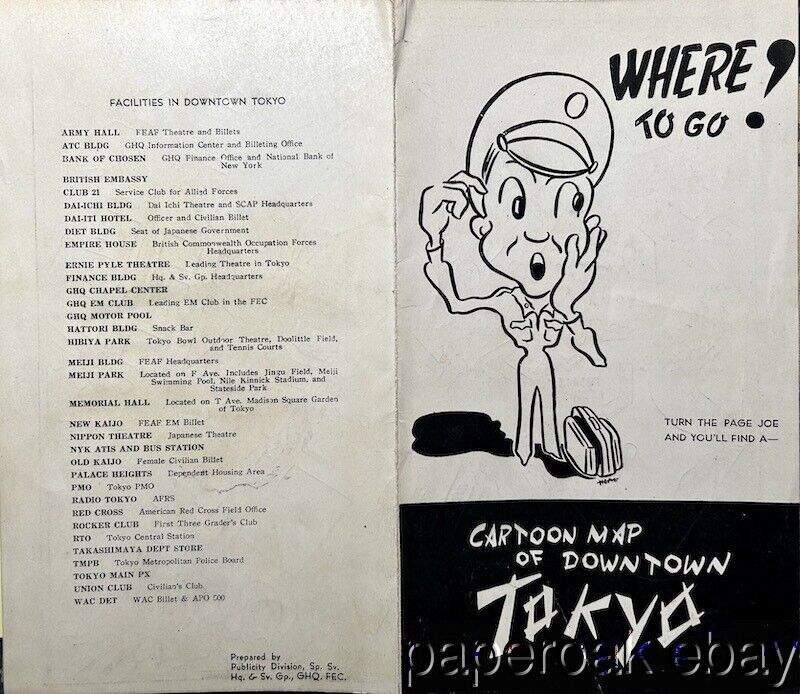 FACILITIES IN DOWNTOWN TOKYO
ARMY HALL FEAF Theatre and Billets
ATC BLDG GHQ Information Center and Billeting Office
BANK OF CHOSEN GHQ Finance Office and National Bank of
New York
BRITISH EMBASSY
CLUB 21 Service Club for Allied Forces
DAI-ICHI BLDG Dai Ichi Theatre and SCAP Headquarters
DAI-ITI HOTEL Officer and Civilian Billet
DIET BLDG Seat of Japanese Government
EMPIRE HOUSE British Commonwealth Occupation Forces
Headquarters
ERNIE PYLE THEATRE Leading Theatre in Tokyo
FINANCE BLDG Hq. & Sv. Gp. Headquarters
GHQ CHAPEL CENTER
GHQ EM CLUB Leading EM Club in the FEC
GHQ MOTOR POOL
HATTORI BLDG Snack Bar
HIBIYA PARK Tokyo Bowl Outdoor Theatre, Doolittle Field,
and Tennis Courts
MEIJI BLDG FEAF Headquarters
MEIJI PARK Located on F Ave. Includes Jingu Field, Meiji
Swimming Pool, Nile Kinnick Stadium, and
Stateside Park
MEMORIAL HALL Located on T Ave. Madison Square Garden
of Tokyo
NEW KAIJO FEAF EM Billet
NIPPON THEATRE Japanese Theatre
NYK ATIS AND BUS STATION
OLD KAIJO Female Civilian Billet
PALACE HEIGHTS Dependent Housing Area
PMO Tokyo PMO
RADIO TOKYO AFRS
RED CROSS American Red Cross Field Office
ROCKER CLUB First Three Grader's Club
RTO Tokyo Central Station
TAKASHIMAYA DEPT STORE
TMPB Tokyo Metropolitan Police Board
TOKYO MAIN PX
UNION CLUB Civilian's Club
WAC DET WAC Billet & APO 500
Prepared by
Publicity Division, Sp. Sv.
Hq. & Sv. Gp., GHQ, FEC.
WHERE?
TO GO
TURN THE PAGE JOE
AND YOU'LL FIND A—
CARTOON MAP
OF DOWNTOWN
TOKYO
paperoak ebay